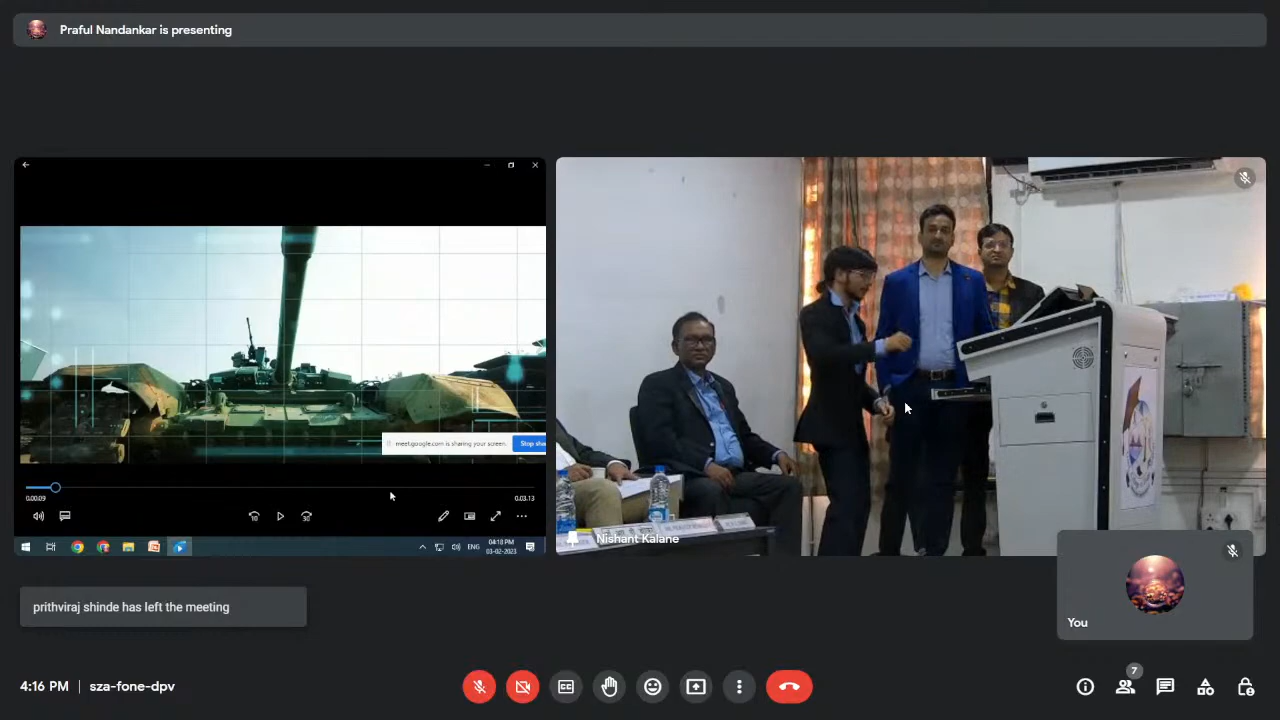 Praful Nandankar is presenting
meet.google.com is sharing your screen.
Stop sha
0:00:09
0:03:13
10
30
ENG
04:18 PM
03-02-2023
Nishant Kalane
You
prithviraj shinde has left the meeting
4:16 PM | sza-fone-dpv
7